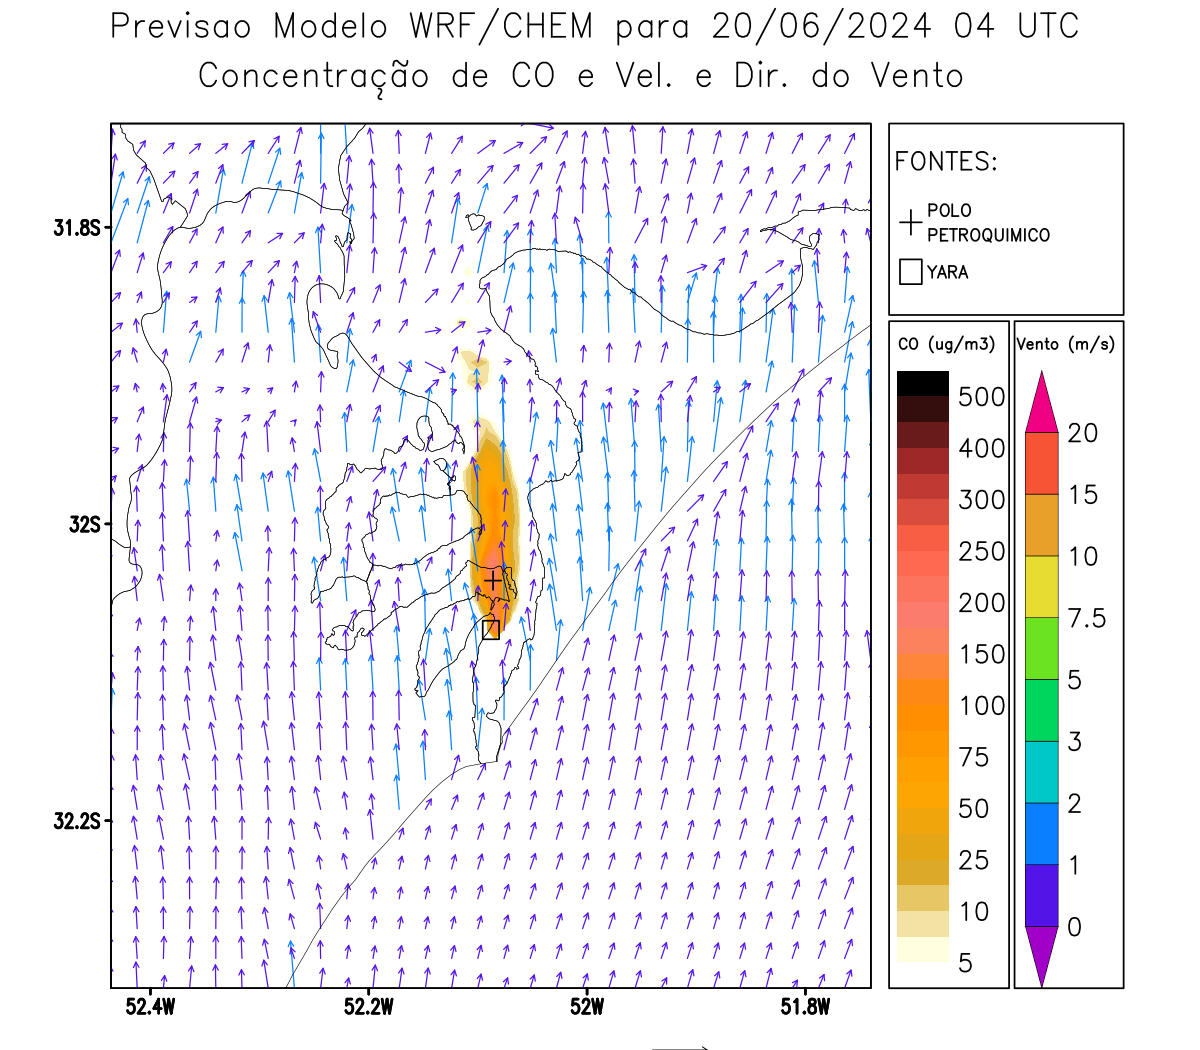 Previsao Modelo WRF/CHEM para 20/06/2024 04 UTC
Concentração de CO e Vel. e Dir. do Vento
FONTES:
POLO
PETROQUIMICO
YARA
CO (ug/m3)
500
400
300
250
200
150
100
75
50
25
10
5
Vento (m/s)
20
15
10
7.5
5
3
2
1
0
31.8S
32S
32.2S
52.4W
52.2W
52W
51.8W